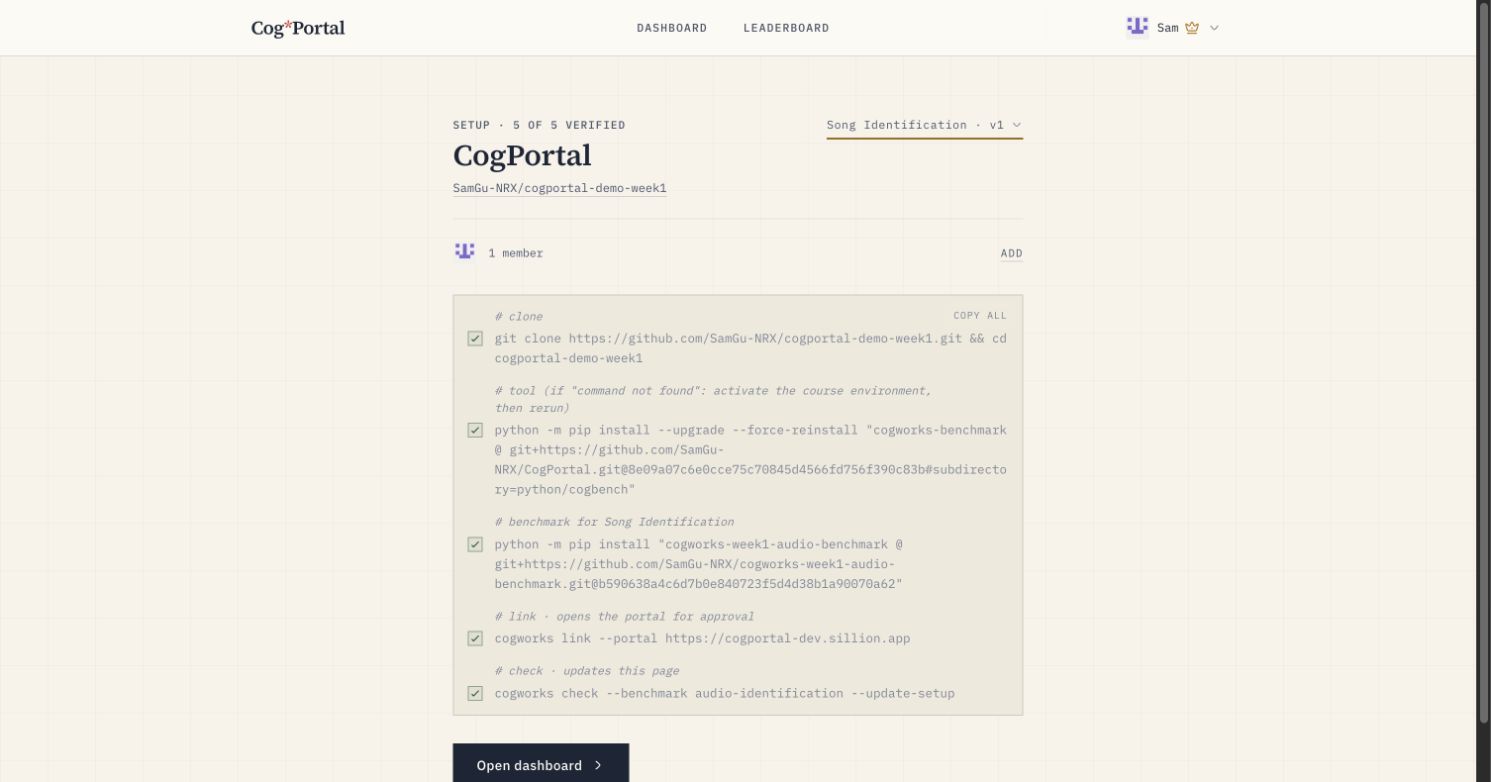 Cog*Portal
DASHBOARD
LEADERBOARD
Sam
SETUP · 5 OF 5 VERIFIED
Song Identification · v1
CogPortal
SamGu-NRX/cogportal-demo-week1
1 member
ADD
# clone
COPY ALL
git clone https://github.com/SamGu-NRX/cogportal-demo-week1.git && cd
cogportal-demo-week1
# tool (if "command not found": activate the course environment,
then rerun)
python -m pip install --upgrade --force-reinstall "cogworks-benchmark
@ git+https://github.com/SamGu-
NRX/CogPortal.git@8e09a07c6e0cce75c70845d4566fd756f390c83b#subdirecto
ry=python/cogbench"
# benchmark for Song Identification
python -m pip install "cogworks-week1-audio-benchmark @
git+https://github.com/SamGu-NRX/cogworks-week1-audio-
benchmark.git@b590638a4c6d7b0e840723f5d4d38b1a90070a62"
# link · opens the portal for approval
cogworks link --portal https://cogportal-dev.sillion.app
# check · updates this page
cogworks check --benchmark audio-identification --update-setup
Open dashboard